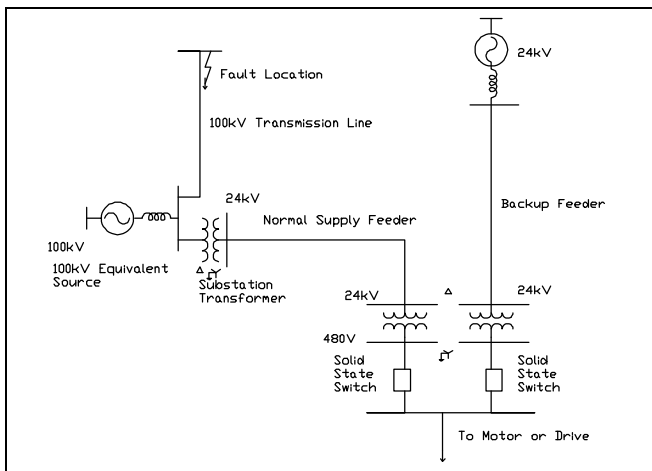 24kV
Fault Location
100kV Transmission Line
24kV
Normal Supply Feeder
Backup Feeder
100kV
100kV Equivalent
Source
Δ
Y
Substation
Transformer
24kV
Δ
24kV
480V
Y
Solid
State
Switch
Solid
State
Switch
To Motor or Drive